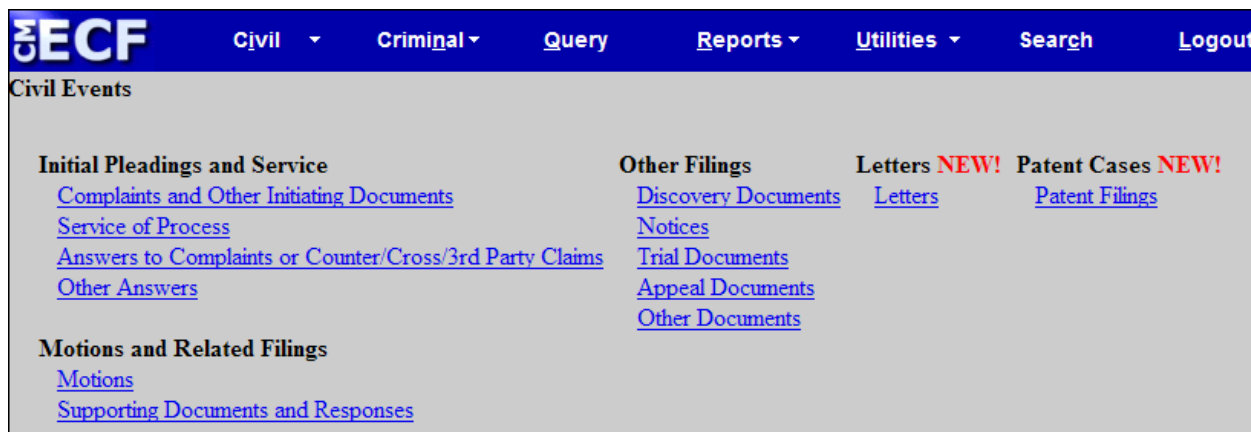 CM ECF Civil Criminal Query Reports Utilities Search Logout
Civil Events
Initial Pleadings and Service
Complaints and Other Initiating Documents
Service of Process
Answers to Complaints or Counter/Cross/3rd Party Claims
Other Answers
Motions and Related Filings
Motions
Supporting Documents and Responses
Other Filings
Discovery Documents
Notices
Trial Documents
Appeal Documents
Other Documents
Letters NEW!
Letters
Patent Cases NEW!
Patent Filings